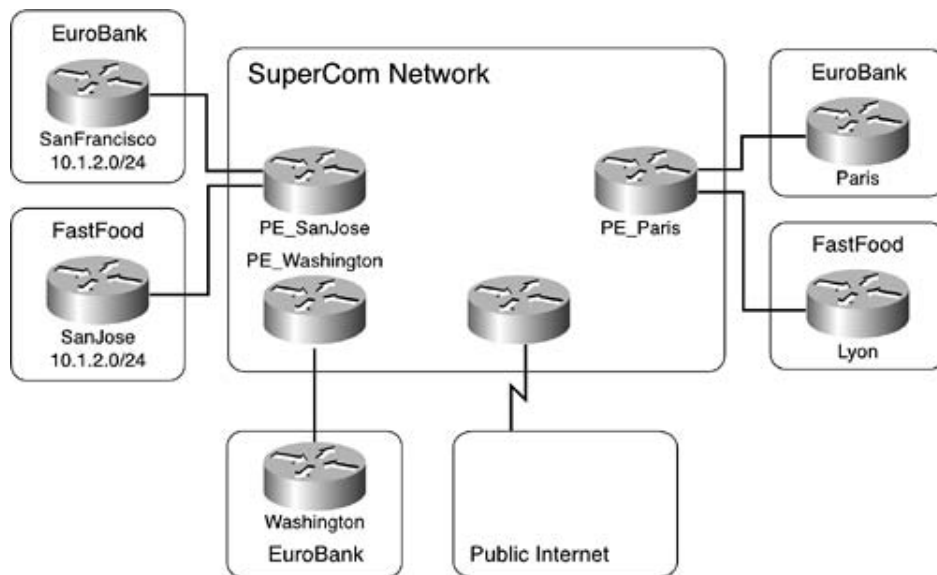 EuroBank
SanFrancisco
10.1.2.0/24
FastFood
SanJose
10.1.2.0/24
SuperCom Network
PE_SanJose
PE_Washington
PE_Paris
EuroBank
Paris
FastFood
Lyon
Washington
EuroBank
Public Internet